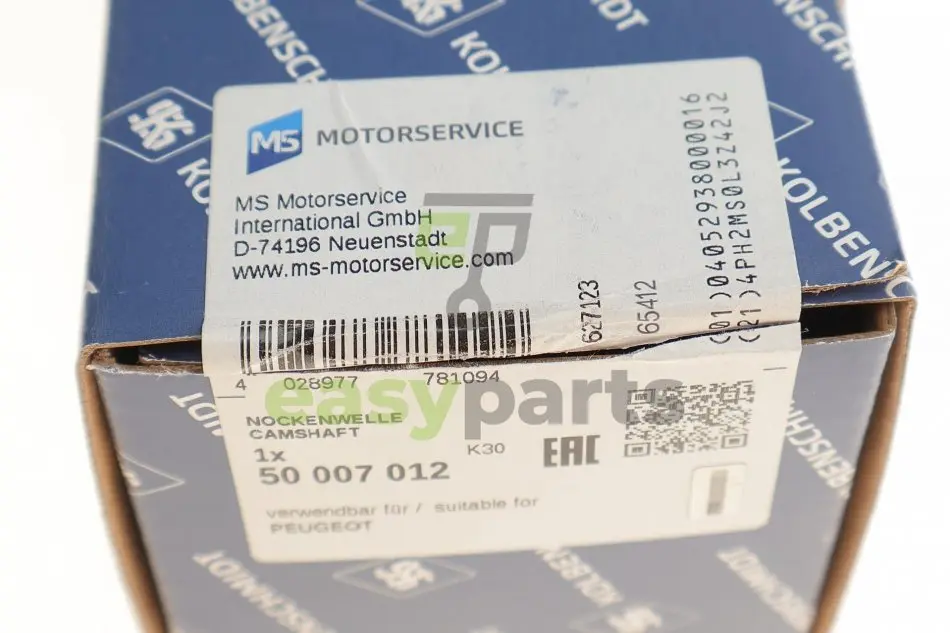 MS MOTORSERVICE
MS Motorservice
International GmbH
D-74196 Neuenstadt
www.ms-motorservice.com
627123
65412
(01)04052938000016
(21)4PH2MS0L3Z42J2
4 028977 781094
easyparts
NOCKENWELLE
CAMSHAFT
1x
K30
EAC
50 007 012
verwendbar für / suitable for
PEUGEOT
KOLBENSCHMIDT